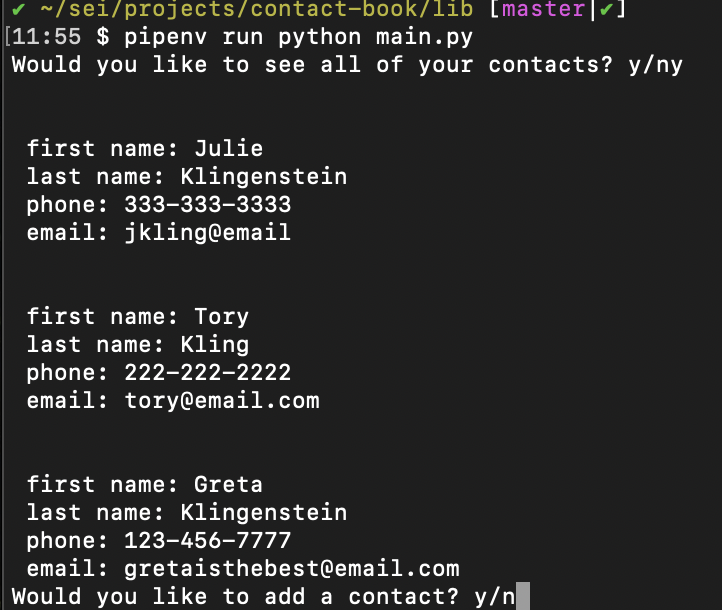 ✔ ~/sei/projects/contact-book/lib [master|✔]
[11:55 $ pipenv run python main.py
Would you like to see all of your contacts? y/ny
first name: Julie
last name: Klingenstein
phone: 333-333-3333
email: jkling@email
first name: Tory
last name: Kling
phone: 222-222-2222
email: tory@email.com
first name: Greta
last name: Klingenstein
phone: 123-456-7777
email: gretaisthebest@email.com
Would you like to add a contact? y/n